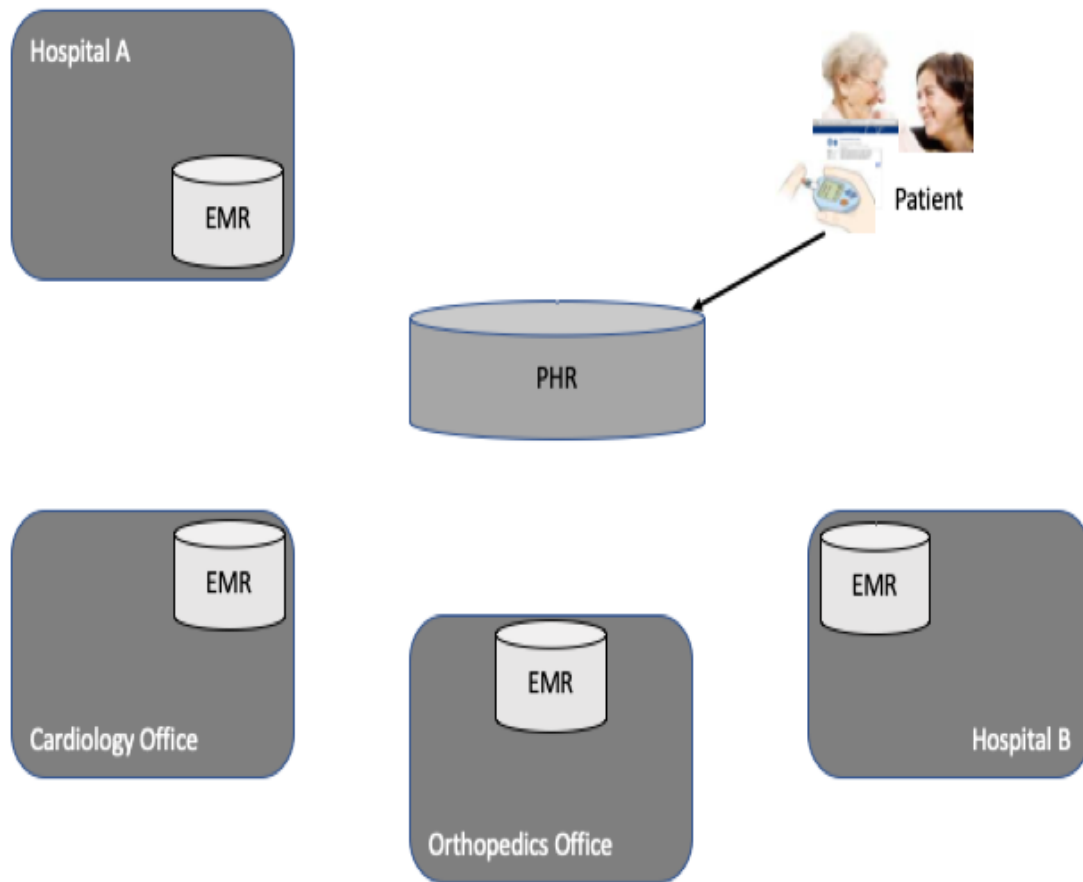 Hospital A
EMR
Patient
PHR
EMR
Cardiology Office
EMR
Orthopedics Office
EMR
Hospital B